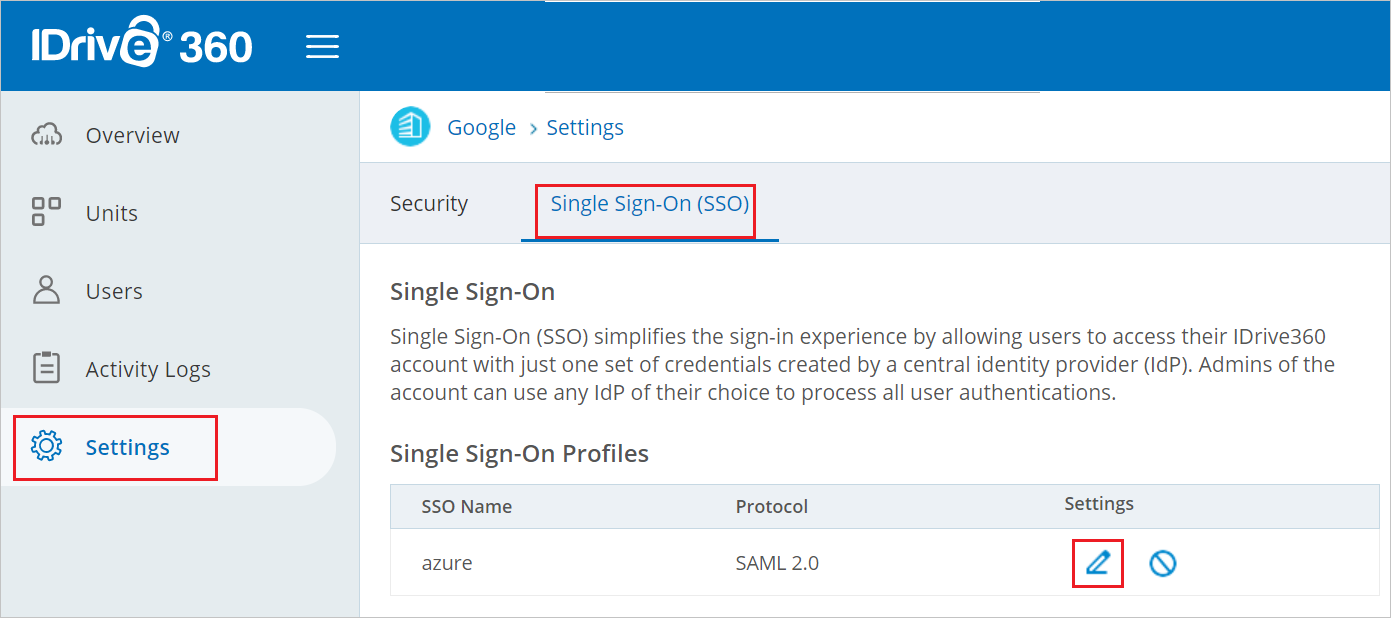 IDrive® 360
Overview
Units
Users
Activity Logs
Settings
Google > Settings
Security Single Sign-On (SSO)
Single Sign-On
Single Sign-On (SSO) simplifies the sign-in experience by allowing users to access their IDrive360
account with just one set of credentials created by a central identity provider (IdP). Admins of the
account can use any IdP of their choice to process all user authentications.
Single Sign-On Profiles
SSO Name Protocol Settings
azure SAML 2.0